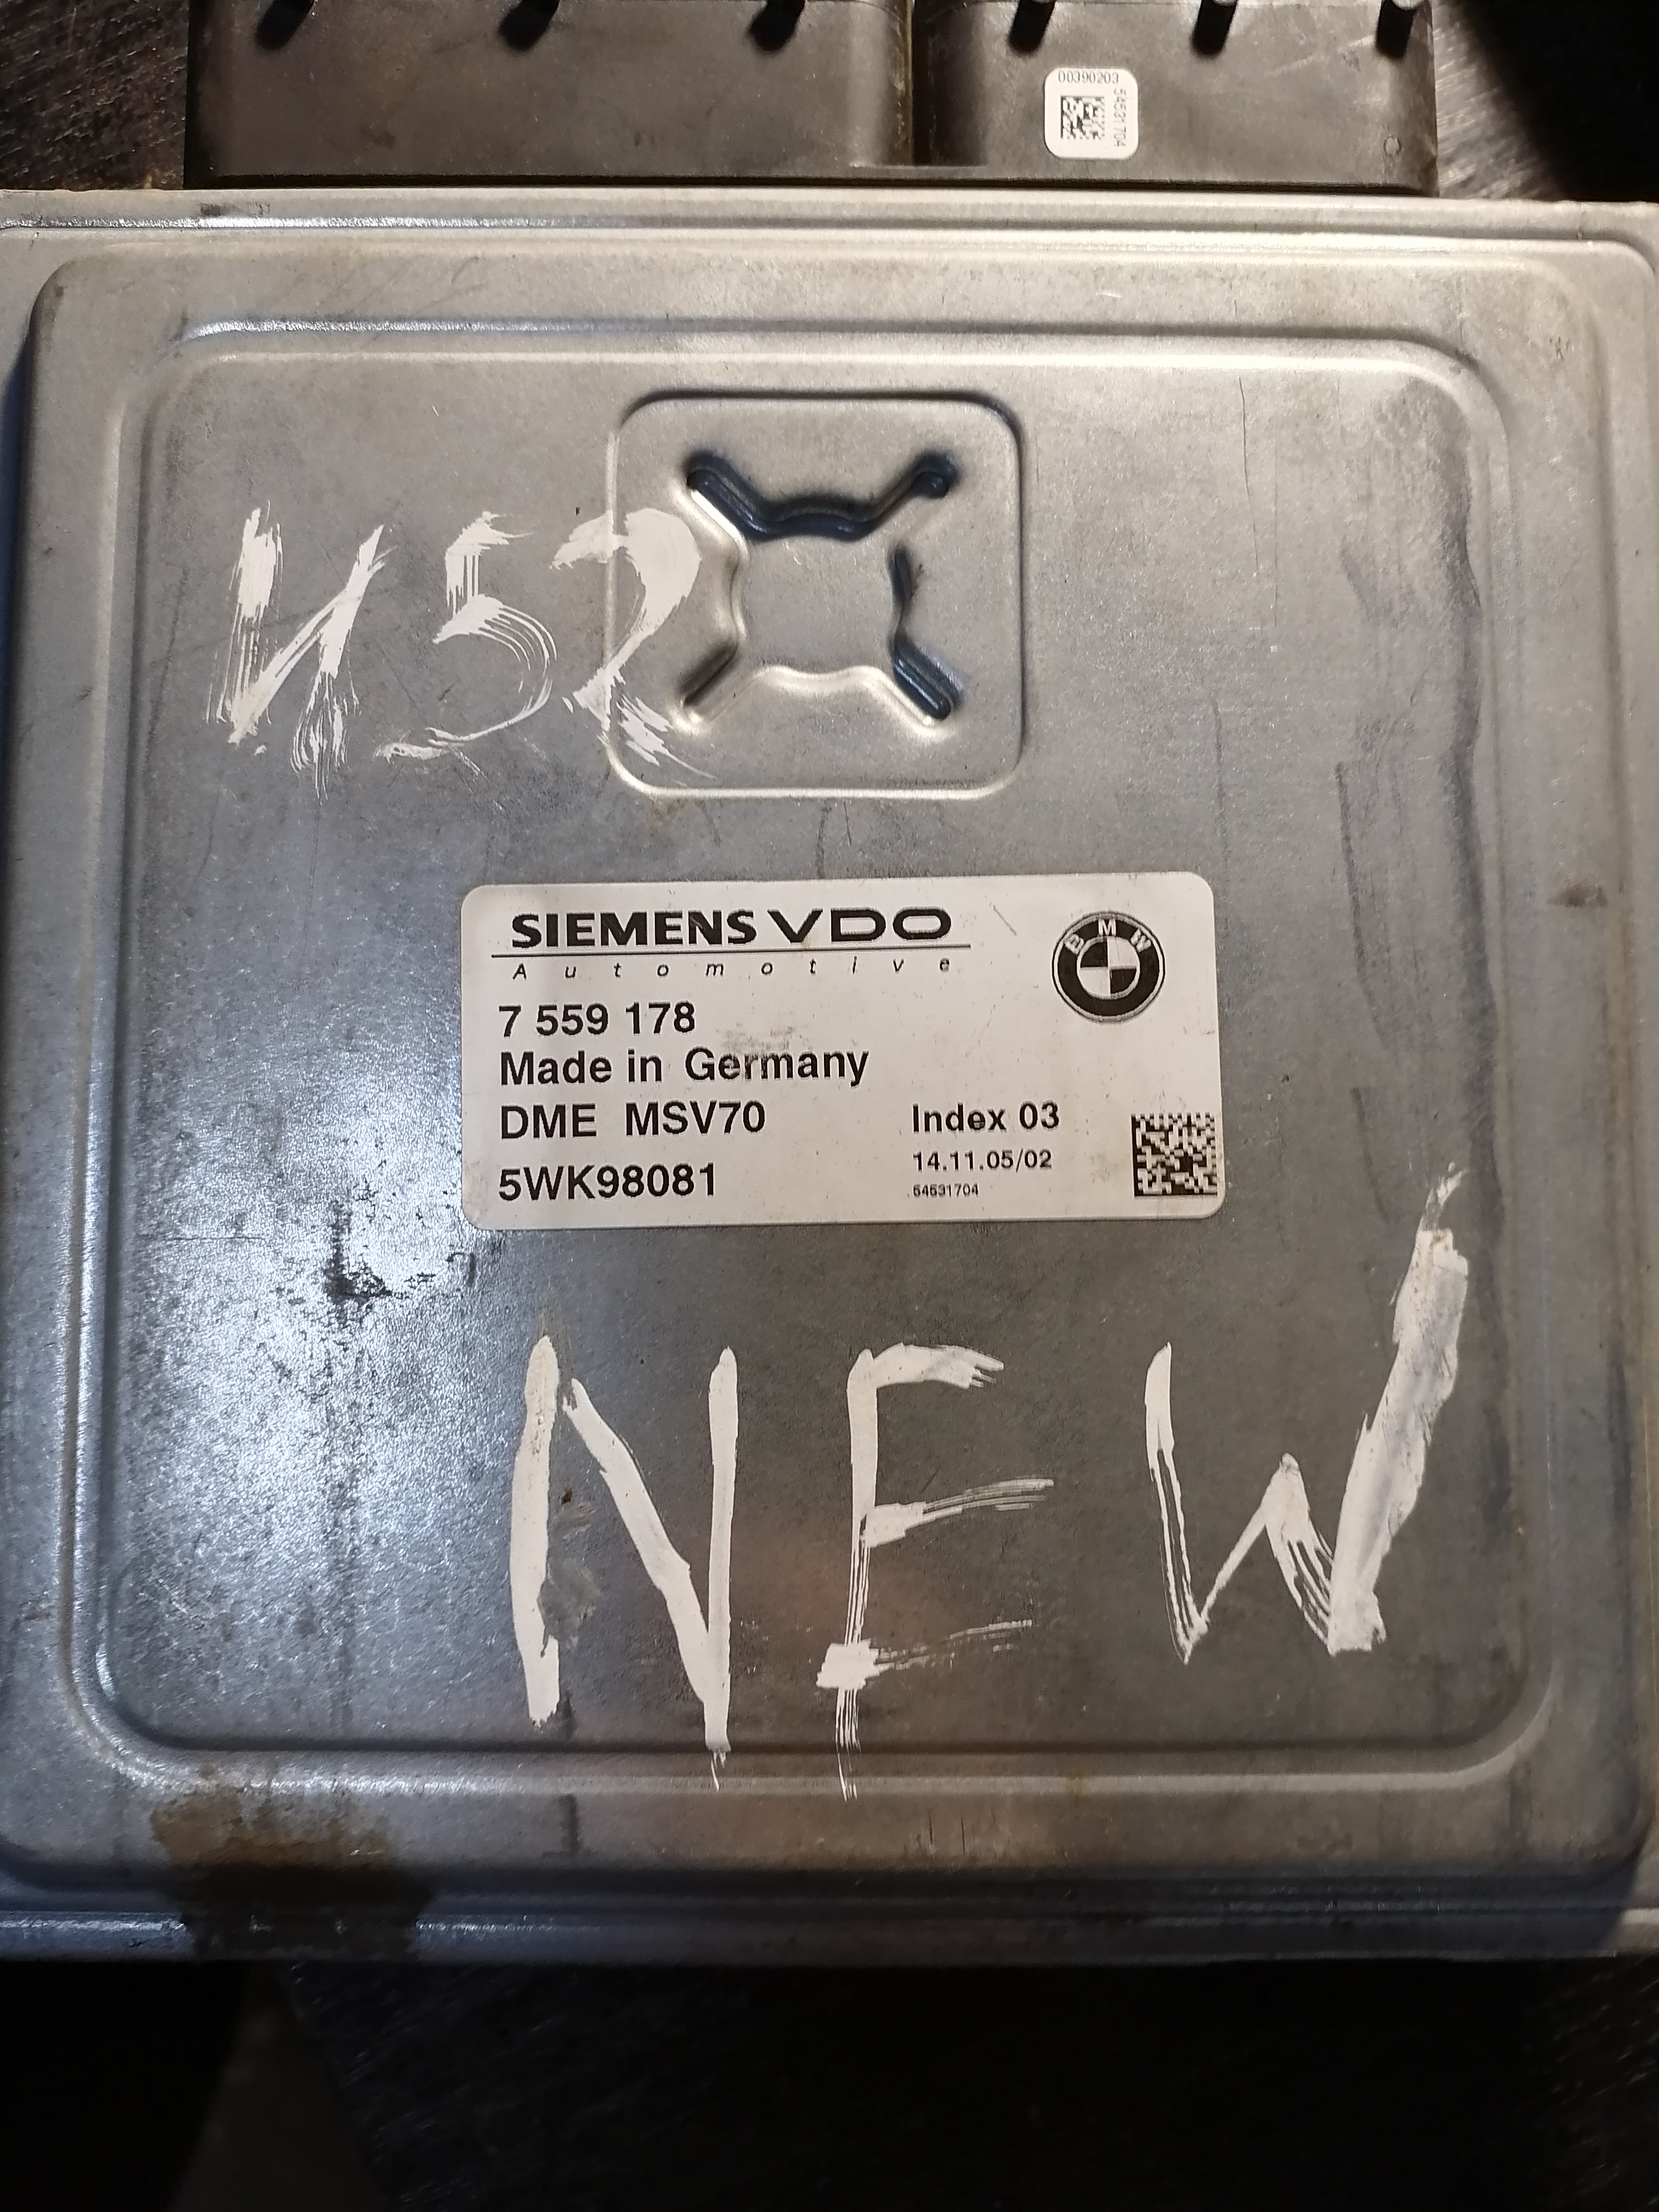 00390203
54531704
N52
SIEMENS VDO
Automotive
BMW
7 559 178
Made in Germany
DME MSV70
Index 03
14.11.05/02
5WK98081
54531704
NEW